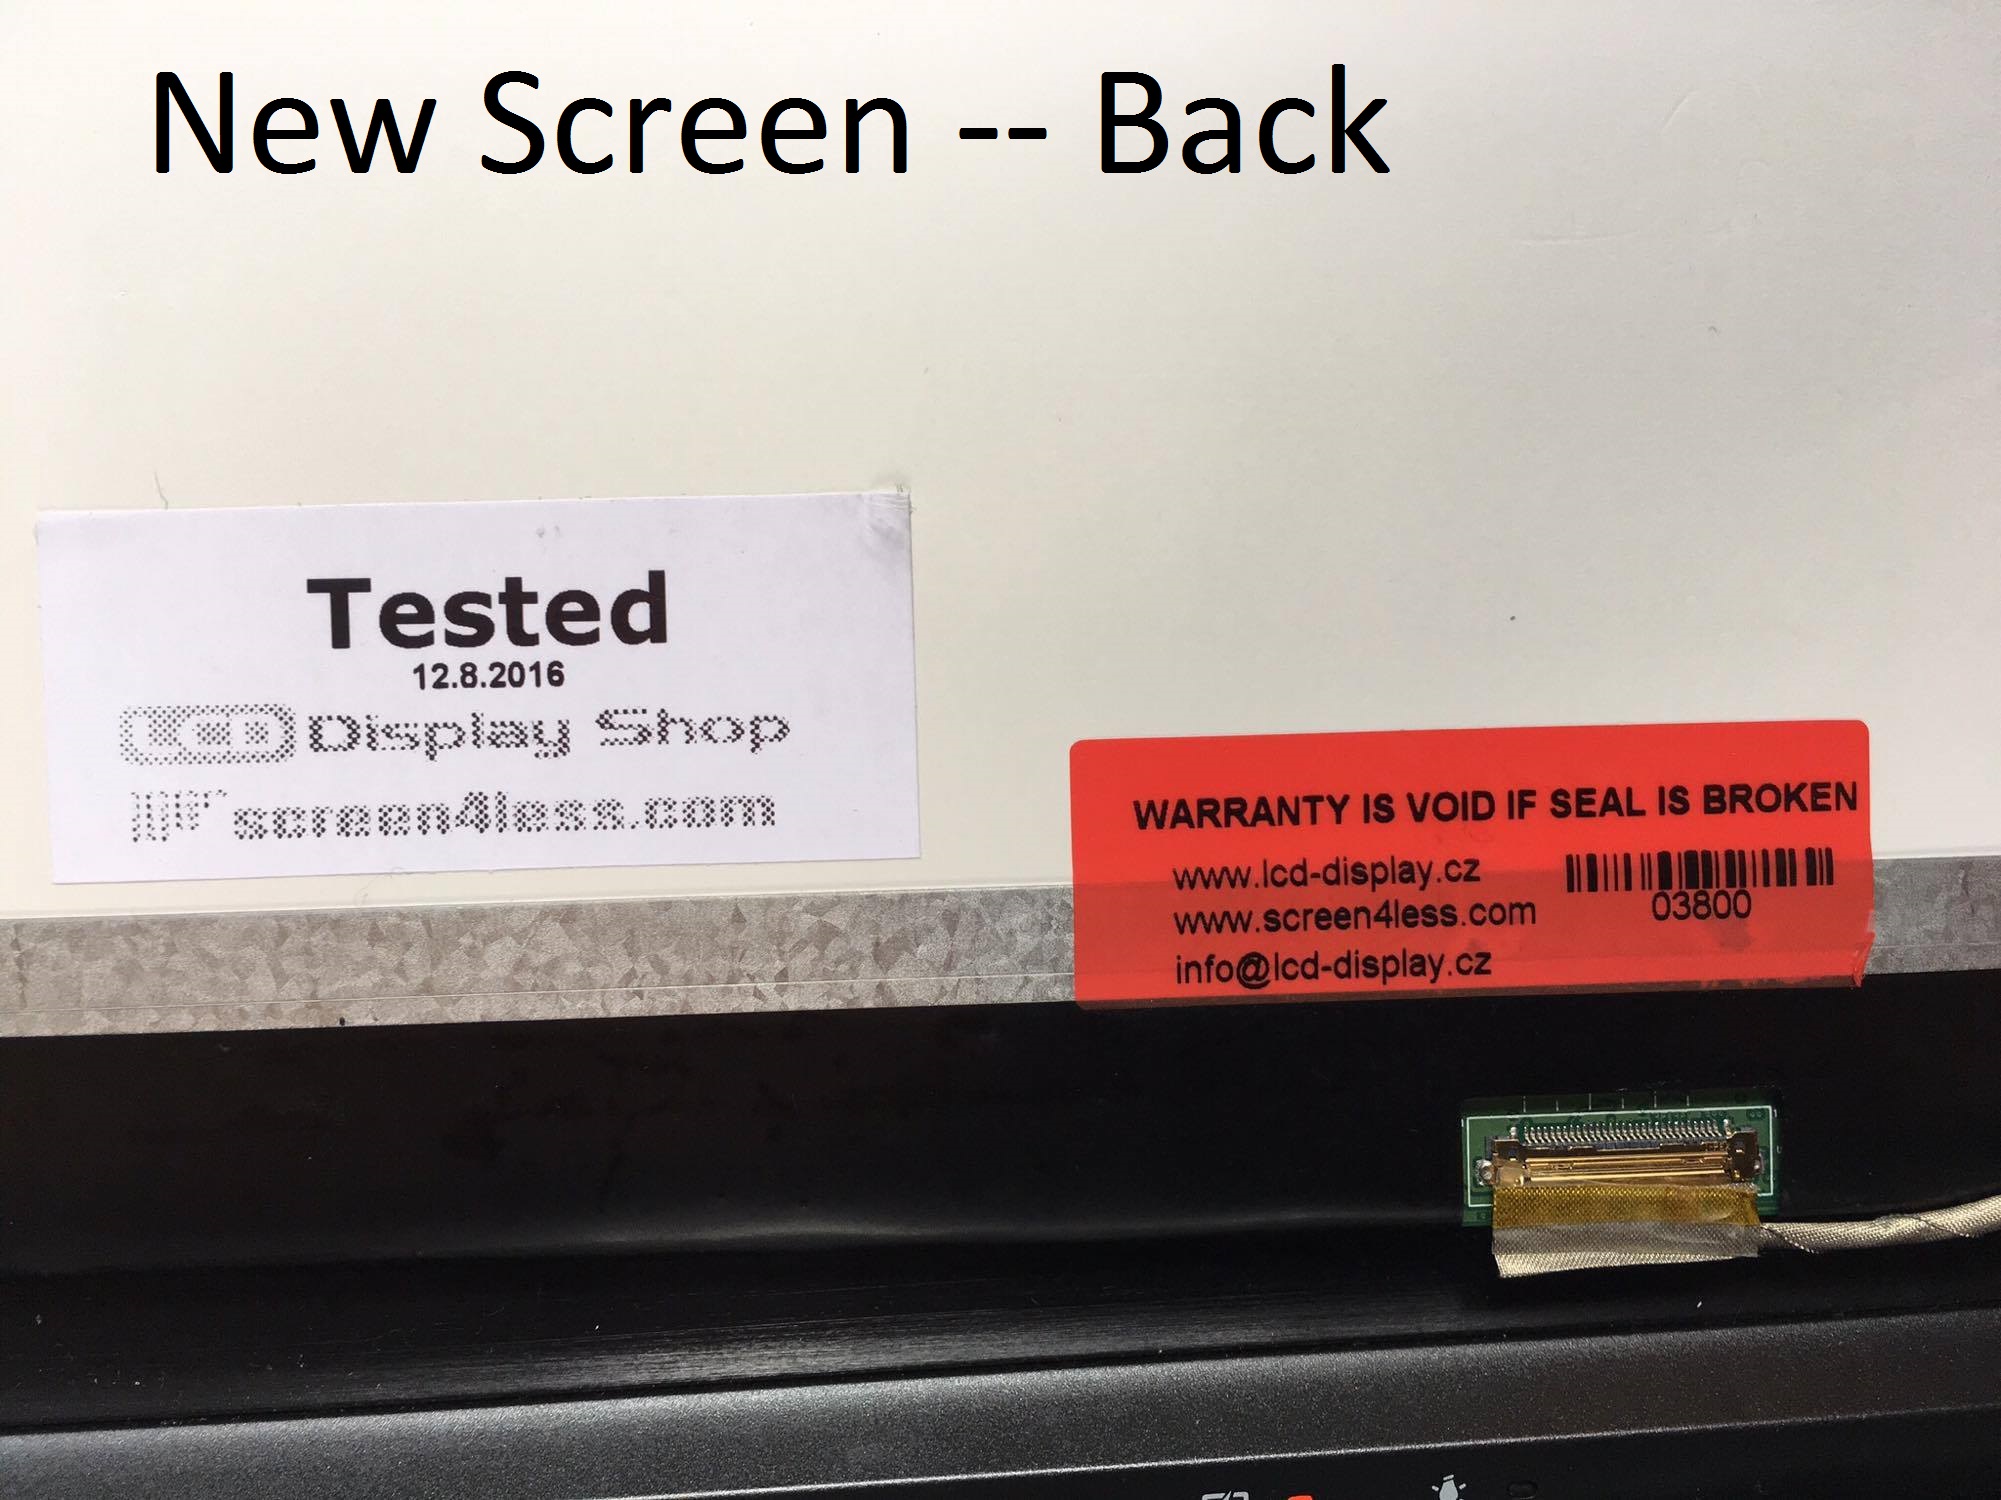 New Screen -- Back
Tested
12.8.2016
LCD Display Shop
screen4less.com
WARRANTY IS VOID IF SEAL IS BROKEN
www.lcd-display.cz
www.screen4less.com
03800
info@lcd-display.cz